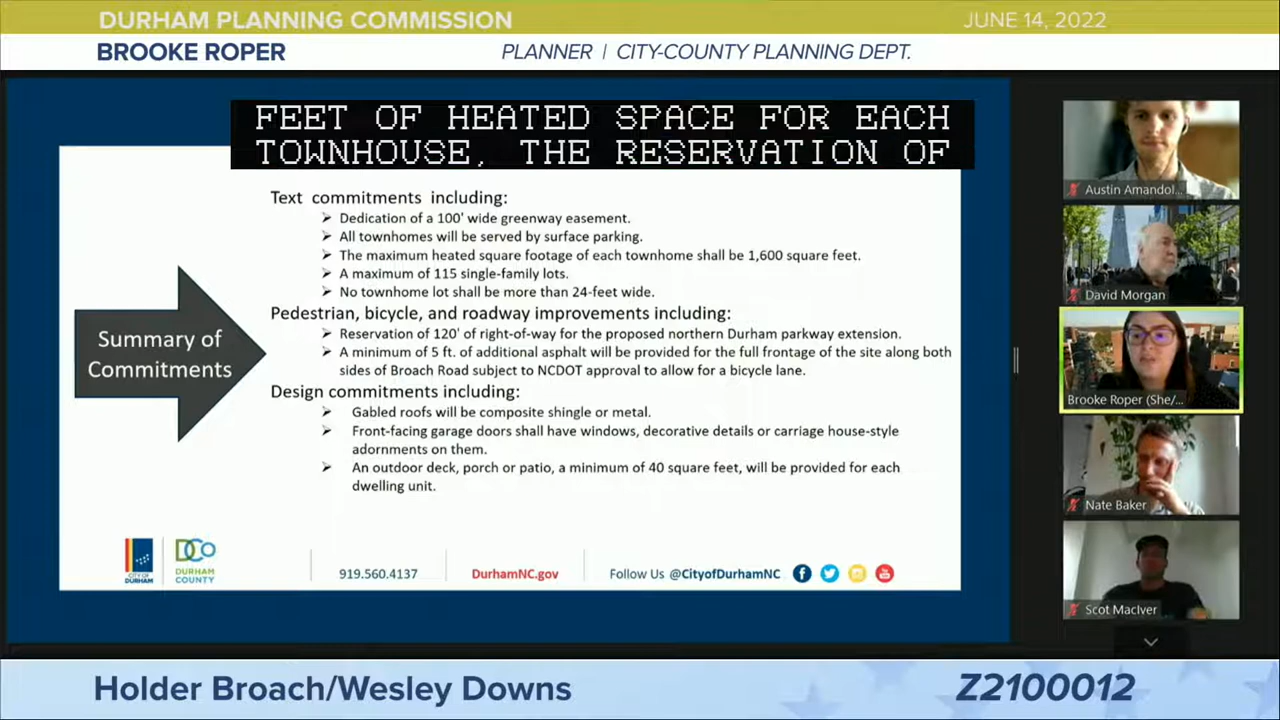 DURHAM PLANNING COMMISSION
JUNE 14, 2022
BROOKE ROPER
PLANNER | CITY-COUNTY PLANNING DEPT.
FEET OF HEATED SPACE FOR EACH
TOWNHOUSE, THE RESERVATION OF
Summary of
Commitments
Text commitments including:
Dedication of a 100' wide greenway easement.
All townhomes will be served by surface parking.
The maximum heated square footage of each townhome shall be 1,600 square feet.
A maximum of 115 single-family lots.
No townhome lot shall be more than 24-feet wide.
Pedestrian, bicycle, and roadway improvements including:
Reservation of 120' of right-of-way for the proposed northern Durham parkway extension.
A minimum of 5 ft. of additional asphalt will be provided for the full frontage of the site along both
sides of Broach Road subject to NCDOT approval to allow for a bicycle lane.
Design commitments including:
Gabled roofs will be composite shingle or metal.
Front-facing garage doors shall have windows, decorative details or carriage house-style
adornments on them.
An outdoor deck, porch or patio, a minimum of 40 square feet, will be provided for each
dwelling unit.
CITY OF
DURHAM
DCO
DURHAM
COUNTY
919.560.4137
DurhamNC.gov
Follow Us @CityofDurhamNC
Austin Amandol...
David Morgan
Brooke Roper (She/...
Nate Baker
Scot MacIver
Holder Broach/Wesley Downs
Z2100012